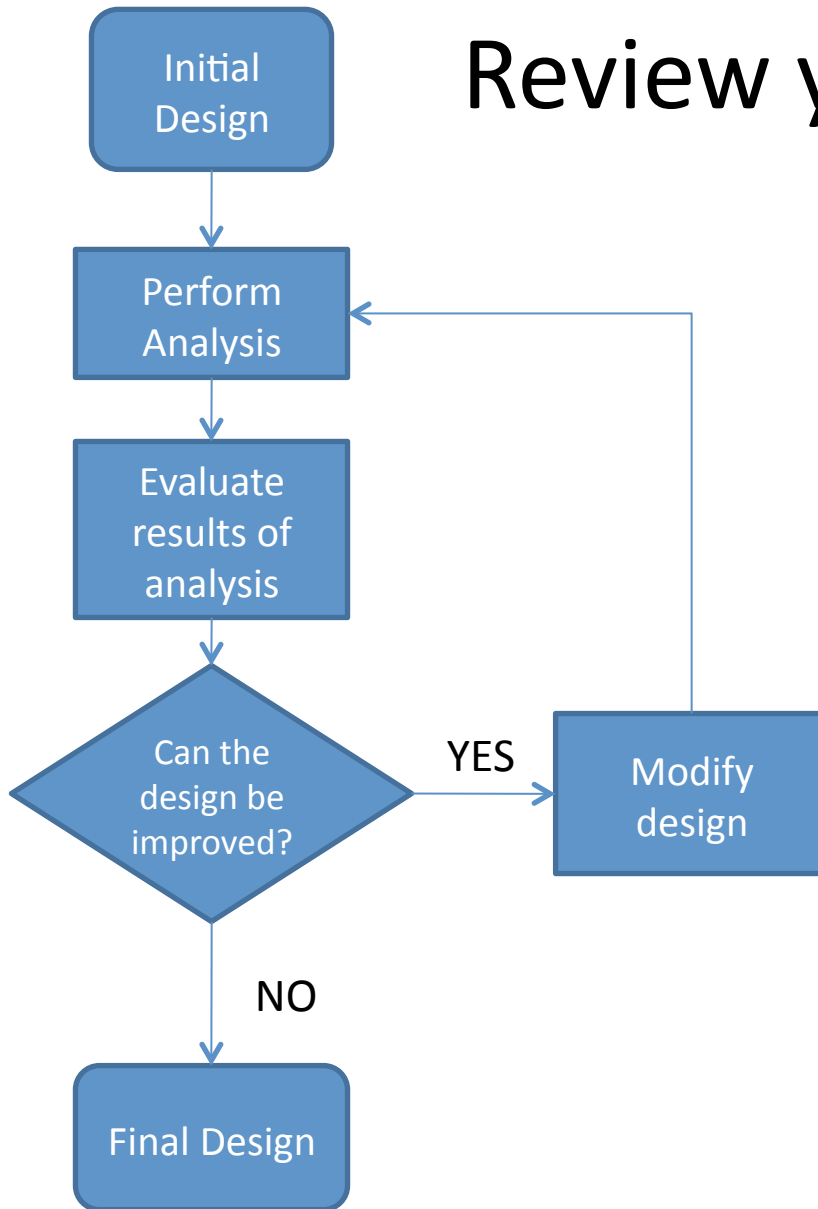 Review y
Initial
Design
Perform
Analysis
Evaluate
results of
analysis
Can the
design be
improved?
YES
Modify
design
NO
Final Design